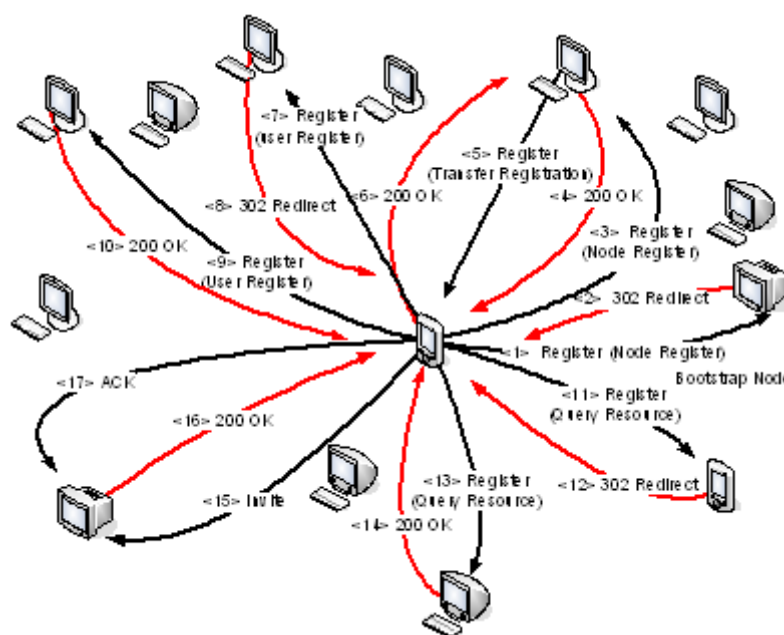 <7> Register
(User Register)
<5> Register
(Transfer Registration)
<6> 200 OK
<4> 200 OK
<8> 302 Redirect
<3> Register
(Node Register)
<10> 200 OK
<9> Register
(User Register)
<2> 302 Redirect
<1> Register (Node Register)
Bootstrap Node
<17> ACK
<11> Register
(Query Resource)
<16> 200 OK
<13> Register
(Query Resource)
<12> 302 Redirect
<15> Invite
<14> 200 OK